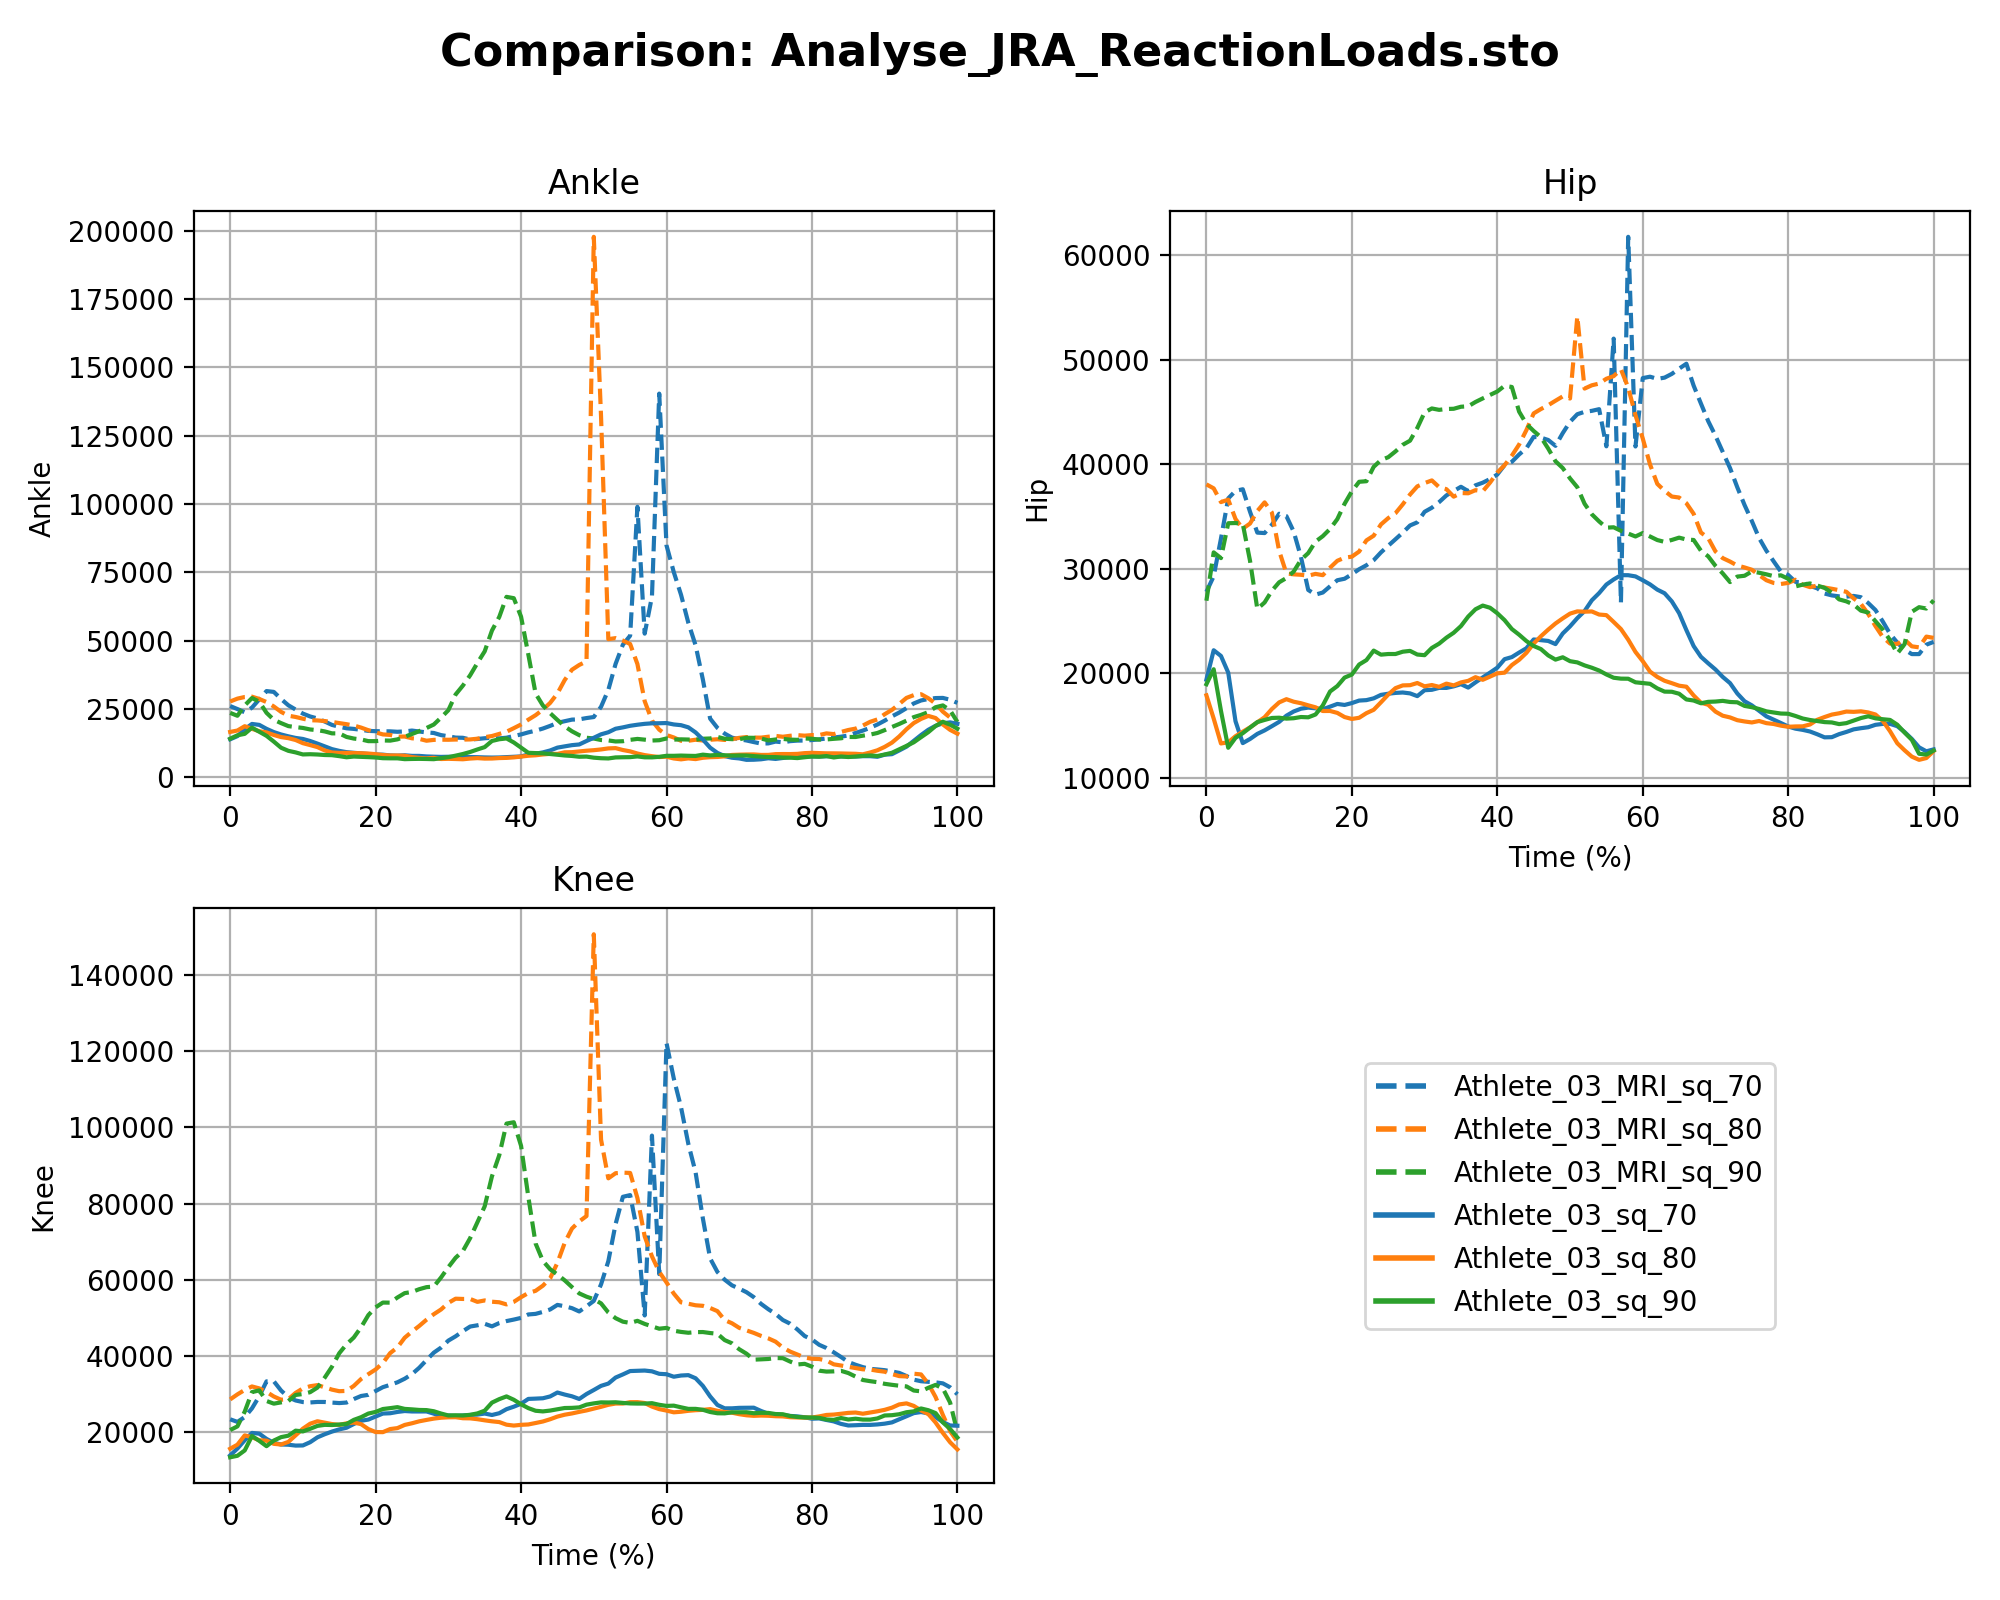 Comparison: Analyse_JRA_ReactionLoads.sto
Ankle
Ankle
200000
175000
150000
125000
100000
75000
50000
25000
0
0 20 40 60 80 100
Hip
Hip
60000
50000
40000
30000
20000
10000
0 20 40 60 80 100
Time (%)
Knee
Knee
140000
120000
100000
80000
60000
40000
20000
0 20 40 60 80 100
Time (%)
Athlete_03_MRI_sq_70
Athlete_03_MRI_sq_80
Athlete_03_MRI_sq_90
Athlete_03_sq_70
Athlete_03_sq_80
Athlete_03_sq_90